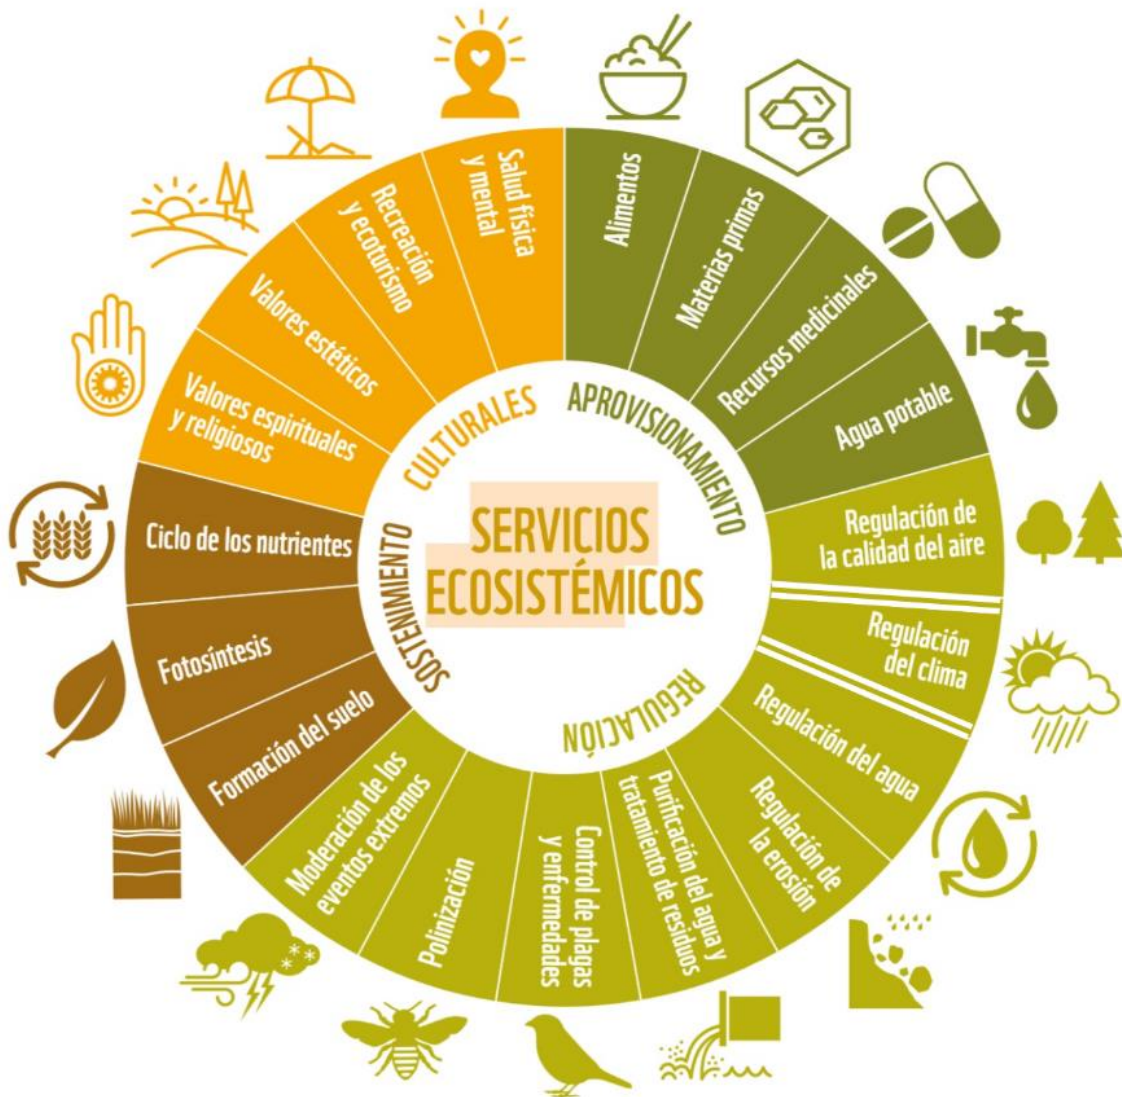 SERVICIOS
ECOSISTÉMICOS
CULTURALES
APROVISIONAMIENTO
REGULACIÓN
SOSTENIMIENTO
Alimentos
Materias primas
Recursos medicinales
Agua potable
Regulación de
la calidad del aire
Regulación
del clima
Regulación del agua
Regulación de
la erosión
Purificación del agua y
tratamiento de residuos
Control de plagas
y enfermedades
Polinización
Moderación de los
eventos extremos
Formación del suelo
Fotosíntesis
Ciclo de los nutrientes
Valores espirituales
y religiosos
Valores estéticos
Recreación
y ecoturismo
Salud física
y mental